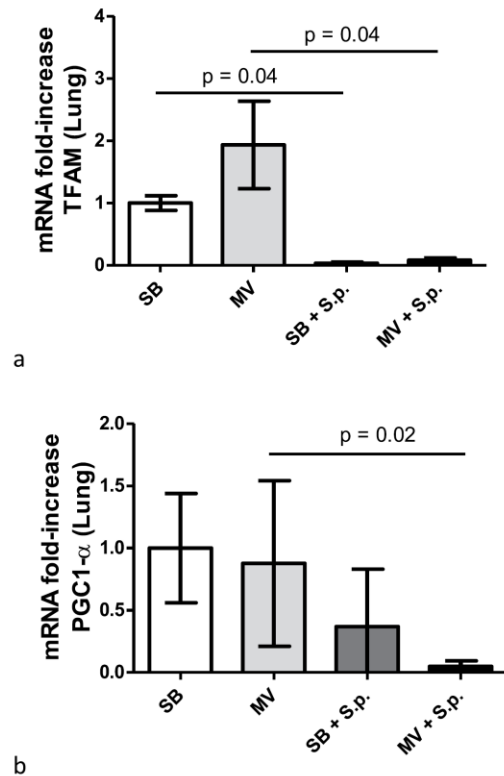 mRNA fold-increase
TFAM (Lung)
4
3
2
1
0
p = 0.04
p = 0.04
SB
MV
SB + S.p.
MV + S.p.
a
mRNA fold-increase
PGC1-α (Lung)
2.0
1.5
1.0
0.5
0.0
p = 0.02
SB
MV
SB + S.p.
MV + S.p.
b